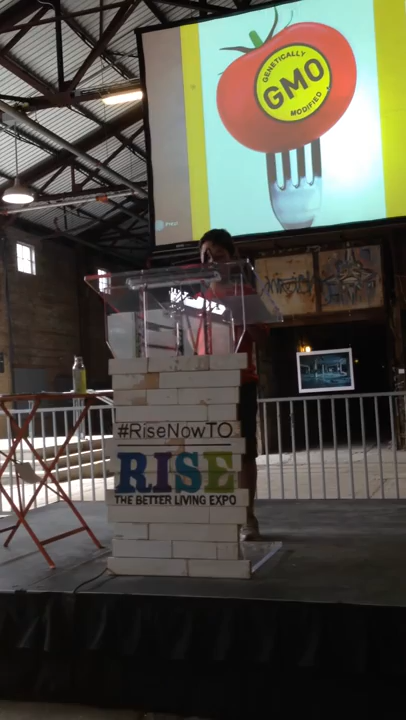 GENETICALLY
GMO
MODIFIED
#RiseNowTO
RISE
THE BETTER LIVING EXPO